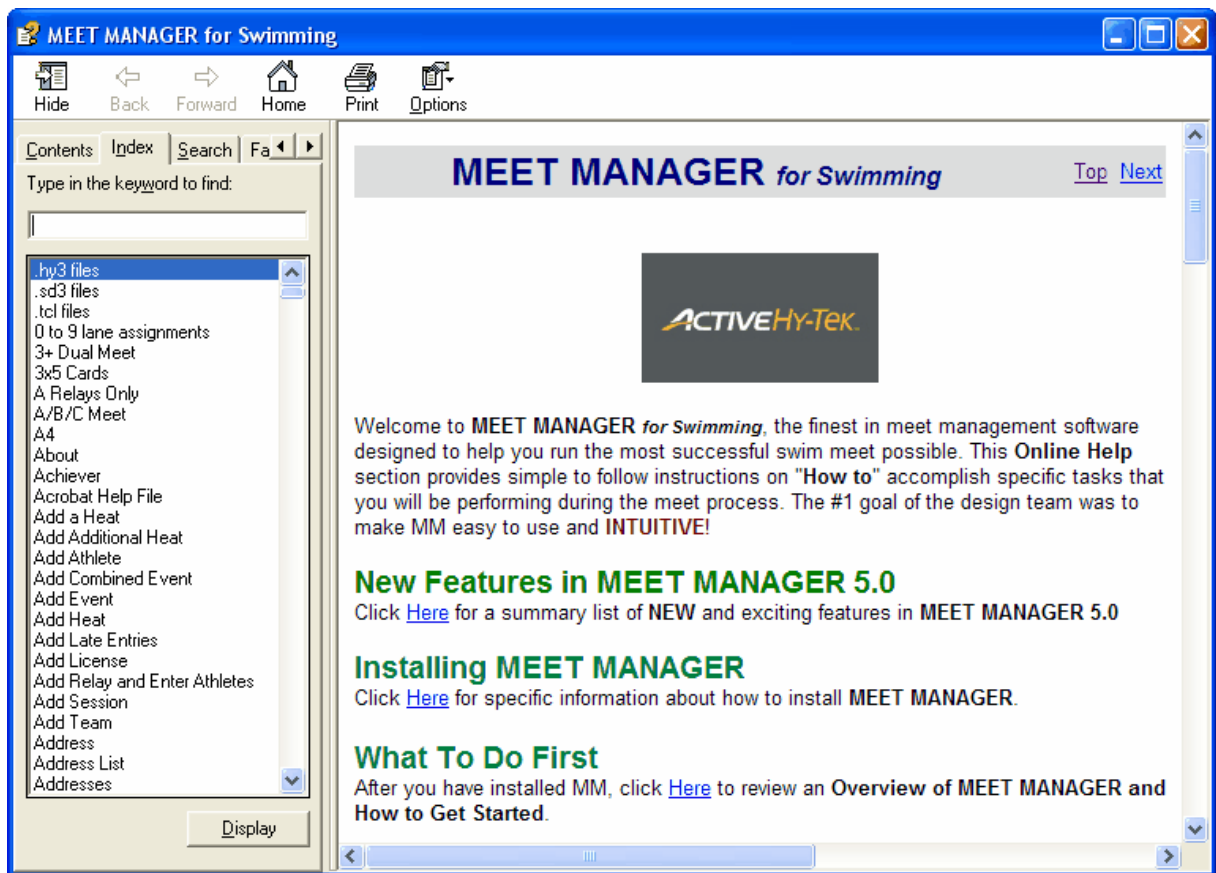 MEET MANAGER for Swimming
Hide Back Forward Home Print Options
Contents Index Search Fa
Type in the keyword to find:
.hy3 files
.sd3 files
.tcl files
0 to 9 lane assignments
3+ Dual Meet
3x5 Cards
A Relays Only
A/B/C Meet
A4
About
Achiever
Acrobat Help File
Add a Heat
Add Additional Heat
Add Athlete
Add Combined Event
Add Event
Add Heat
Add Late Entries
Add License
Add Relay and Enter Athletes
Add Session
Add Team
Address
Address List
Addresses
Display
MEET MANAGER for Swimming Top Next
ACTIVE HY-TEK
Welcome to MEET MANAGER for Swimming, the finest in meet management software
designed to help you run the most successful swim meet possible. This Online Help
section provides simple to follow instructions on "How to" accomplish specific tasks that
you will be performing during the meet process. The #1 goal of the design team was to
make MM easy to use and INTUITIVE!
New Features in MEET MANAGER 5.0
Click Here for a summary list of NEW and exciting features in MEET MANAGER 5.0
Installing MEET MANAGER
Click Here for specific information about how to install MEET MANAGER.
What To Do First
After you have installed MM, click Here to review an Overview of MEET MANAGER and
How to Get Started.